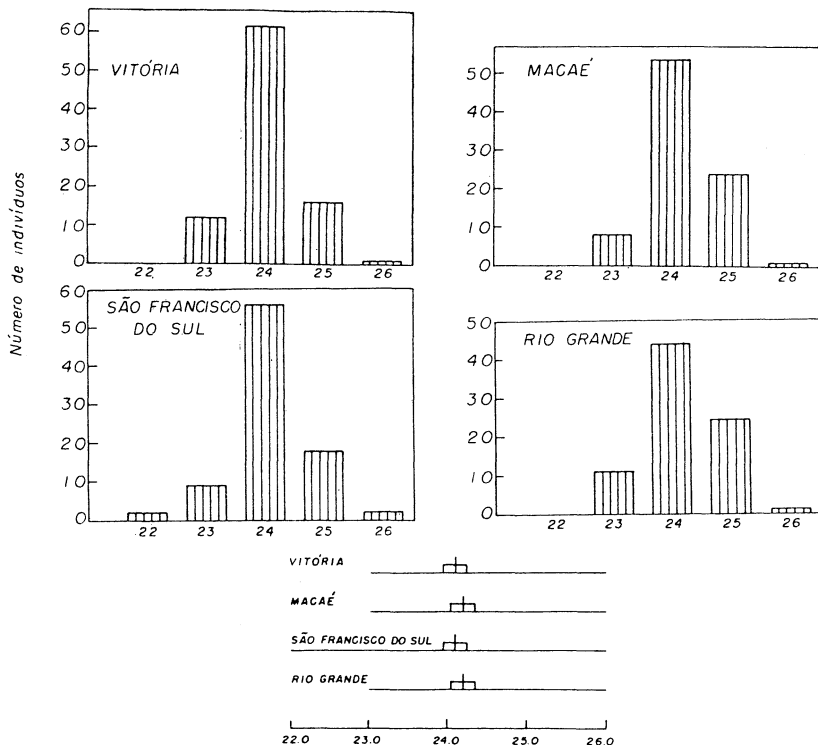 Número de indivíduos
60
50
40
30
20
10
0
VITÓRIA
22 23 24 25 26
50
40
30
20
10
0
MACAÉ
22 23 24 25 26
60
50
40
30
20
10
0
SÃO FRANCISCO
DO SUL
22 23 24 25 26
50
40
30
20
10
0
RIO GRANDE
22 23 24 25 26
VITÓRIA
MACAÉ
SÃO FRANCISCO DO SUL
RIO GRANDE
22.0 23.0 24.0 25.0 26.0